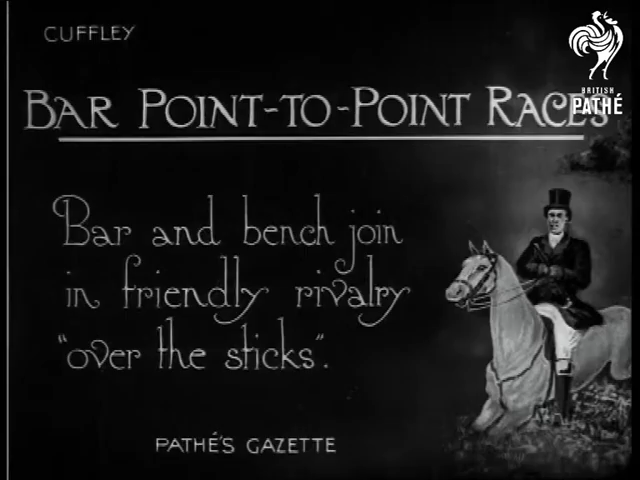 CUFFLEY
BRITISH
PATHÉ
BAR POINT-TO-POINT RACES
Bar and bench join
in friendly rivalry
"over the sticks".
PATHÉ'S GAZETTE